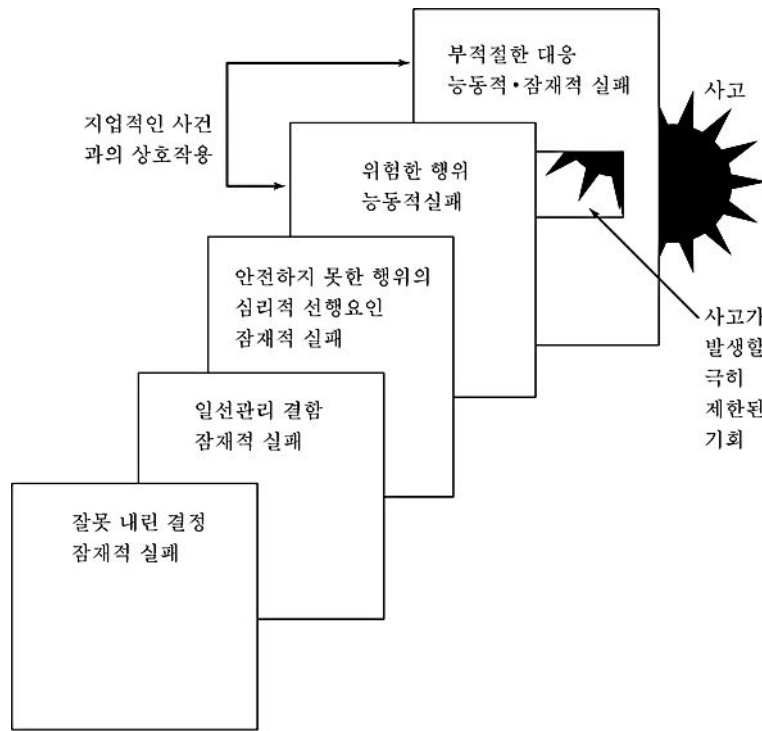 부적절한 대응
능동적·잠재적 실패
사고
지업적인 사건
과의 상호작용
위험한 행위
능동적실패
안전하지 못한 행위의
심리적 선행요인
잠재적 실패
사고가
발생할
극히
제한된
기회
일선관리 결함
잠재적 실패
잘못 내린 결정
잠재적 실패